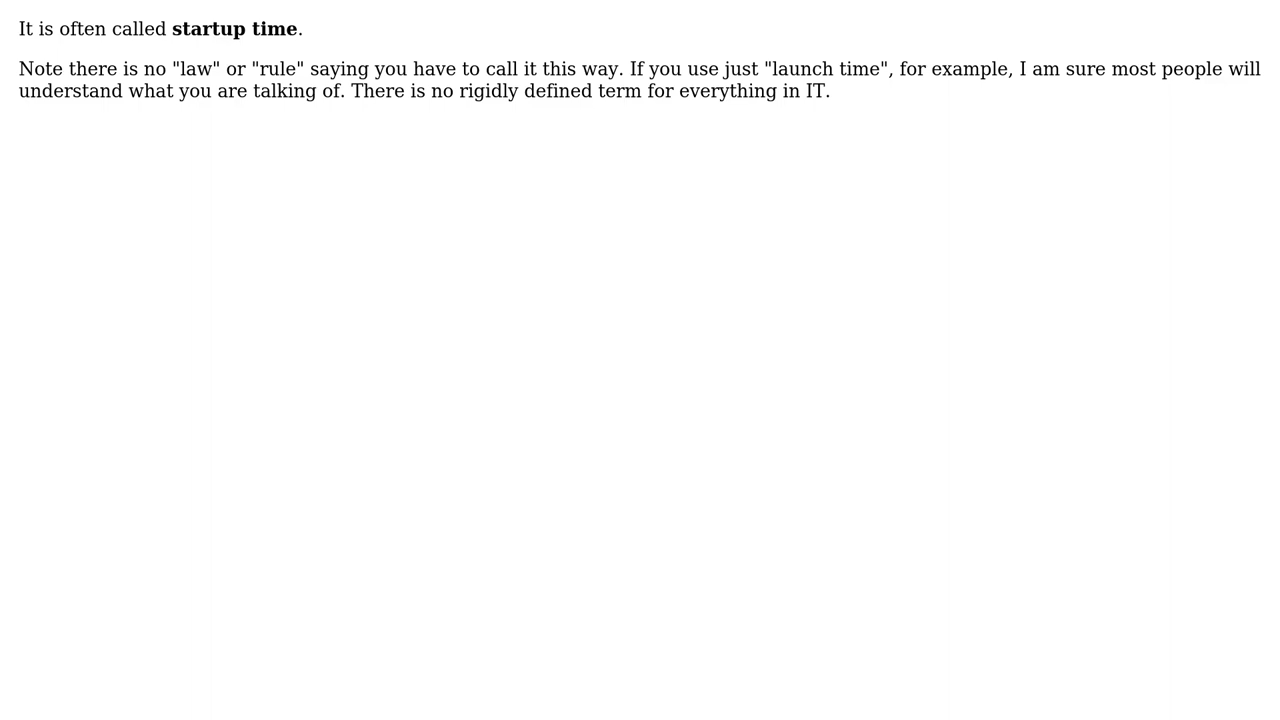 It is often called startup time.
Note there is no "law" or "rule" saying you have to call it this way. If you use just "launch time", for example, I am sure most people will
understand what you are talking of. There is no rigidly defined term for everything in IT.